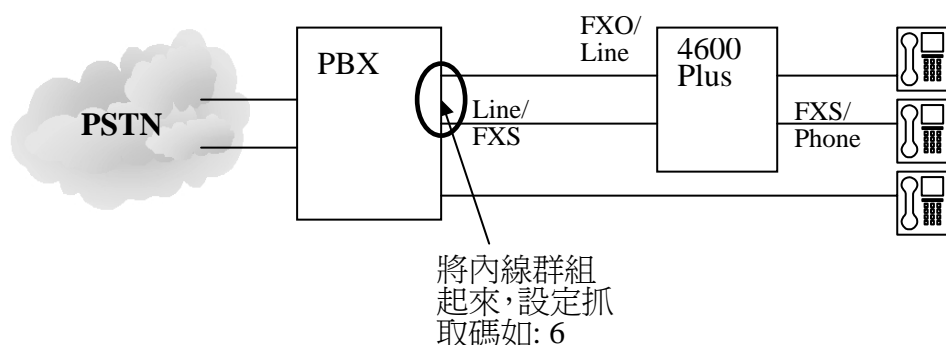 FXO/
Line
4600
Plus
PBX
PSTN
Line/
FXS
FXS/
Phone
將內線群組
起來,設定抓
取碼如: 6